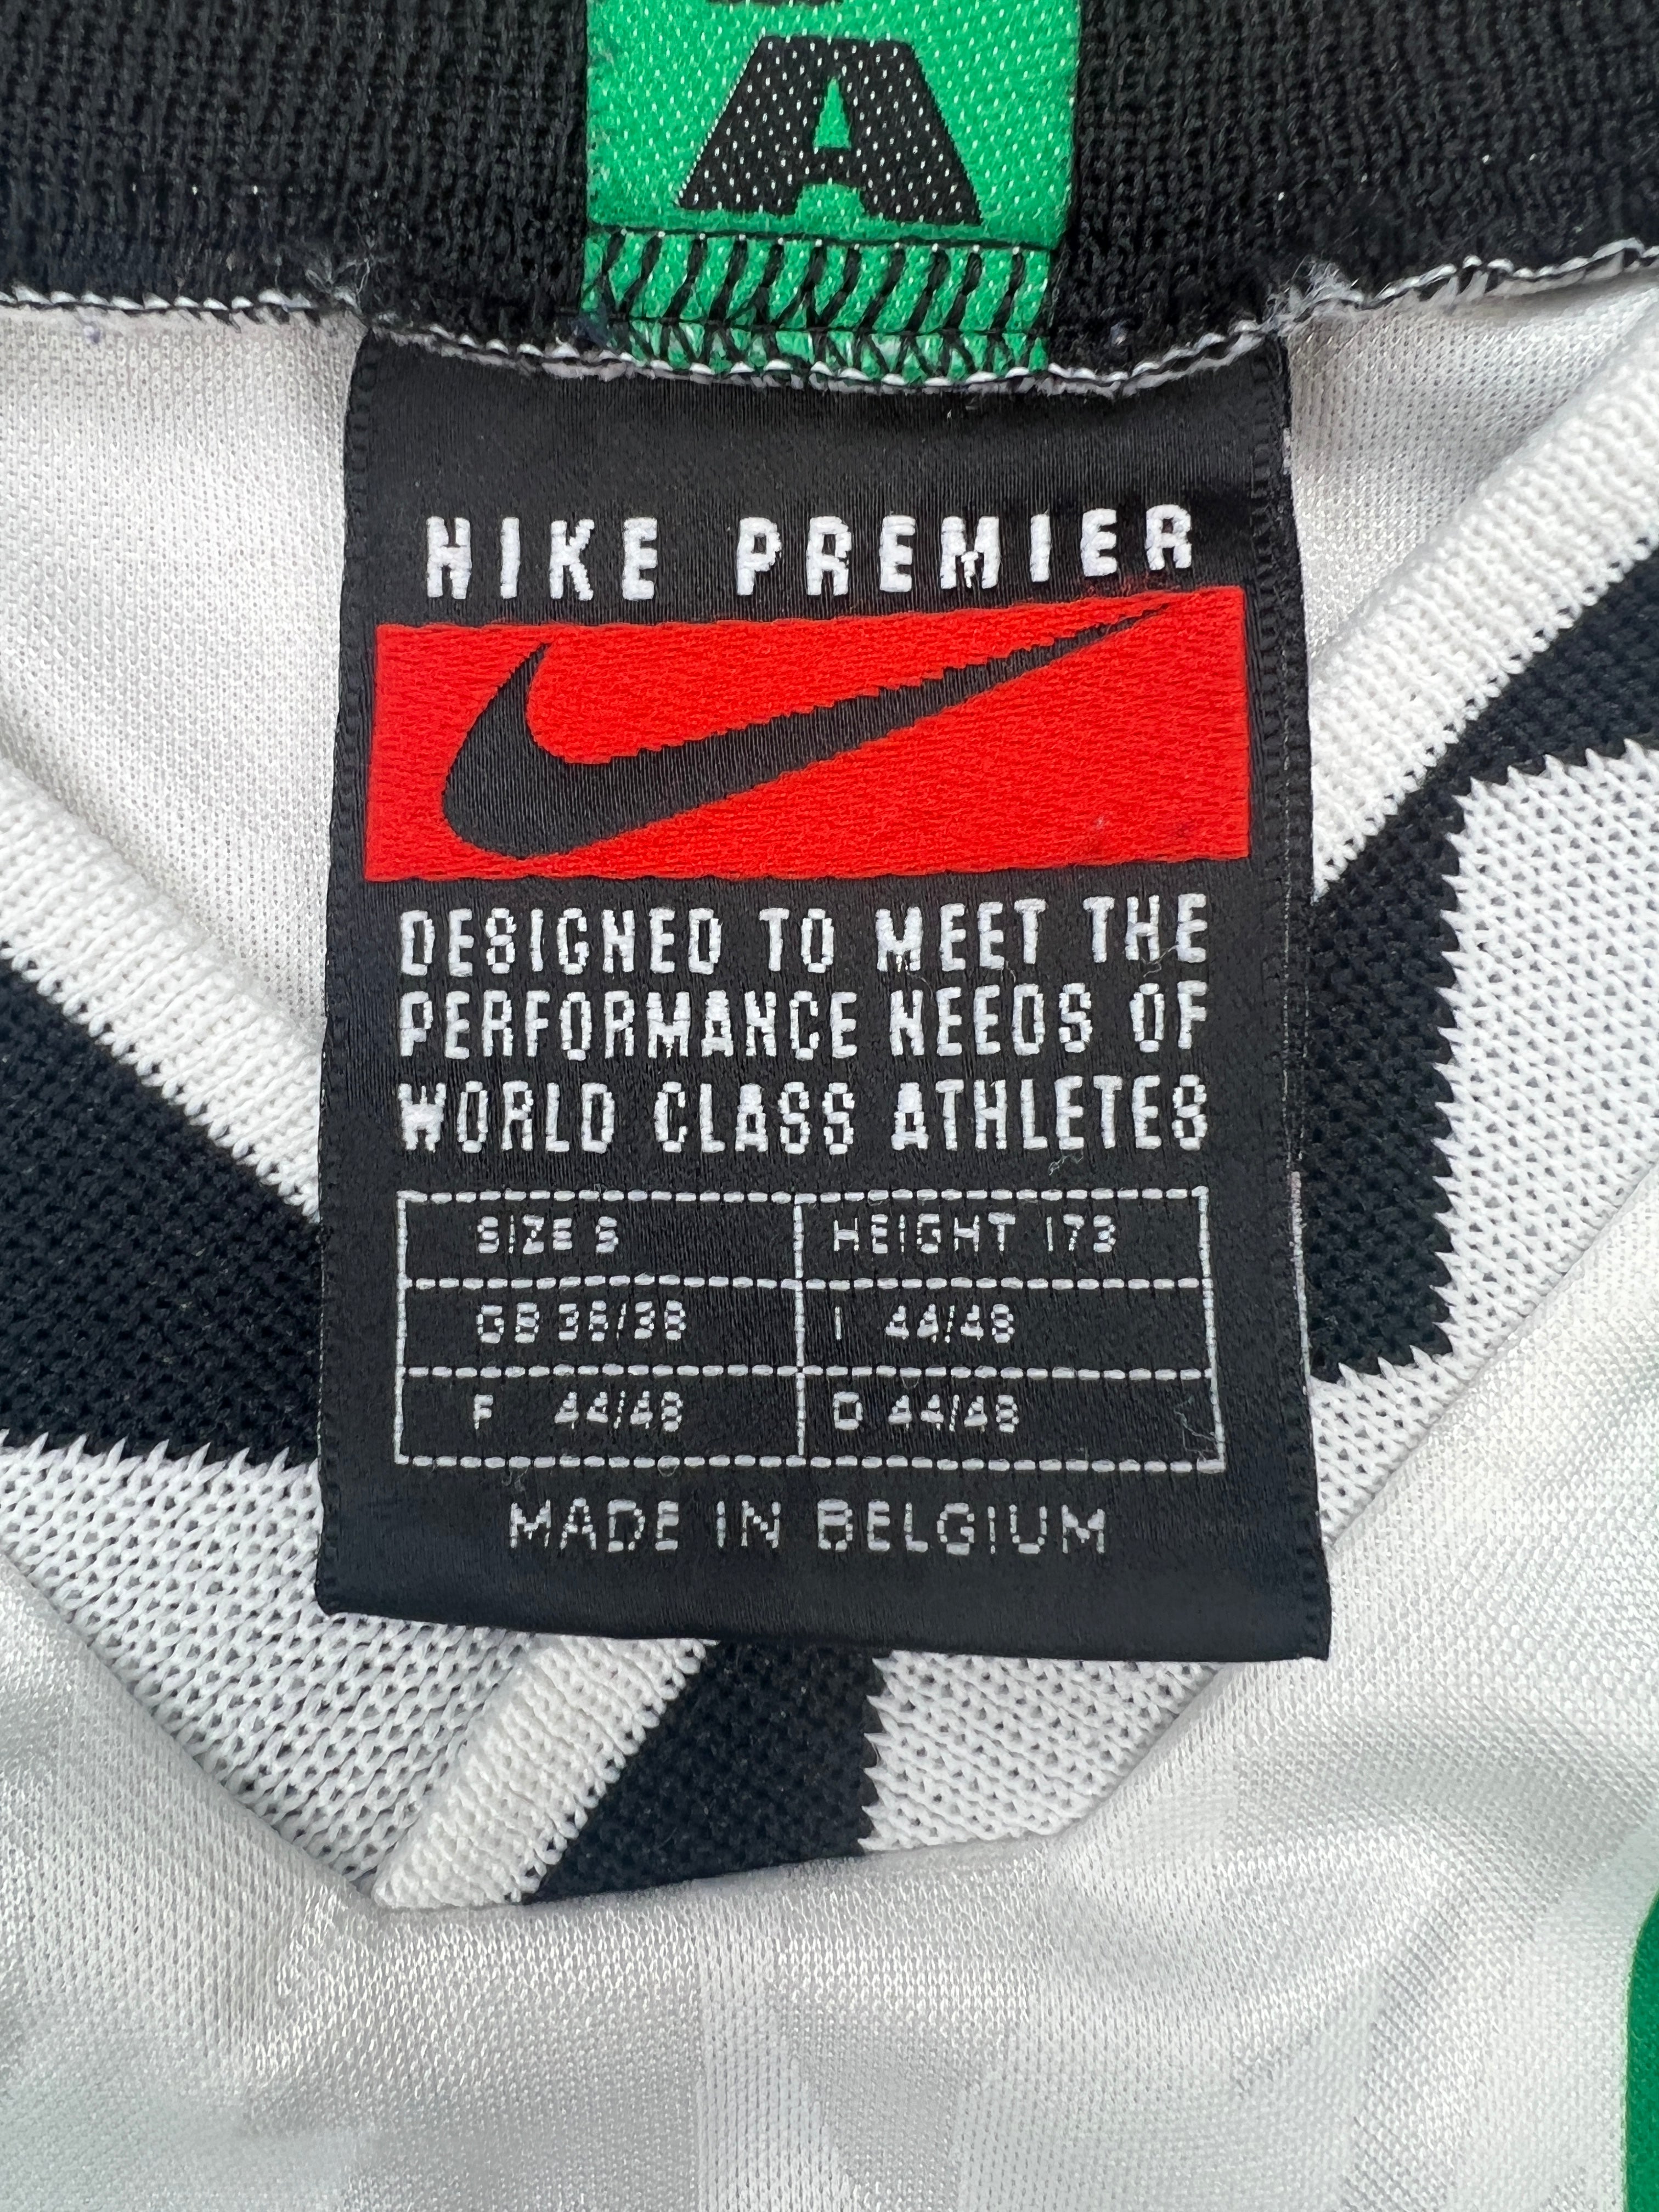 A
NIKE PREMIER
DESIGNED TO MEET THE
PERFORMANCE NEEDS OF
WORLD CLASS ATHLETES
SIZE S HEIGHT 173
GB 36/38 I 44/48
F 44/48 D 44/48
MADE IN BELGIUM